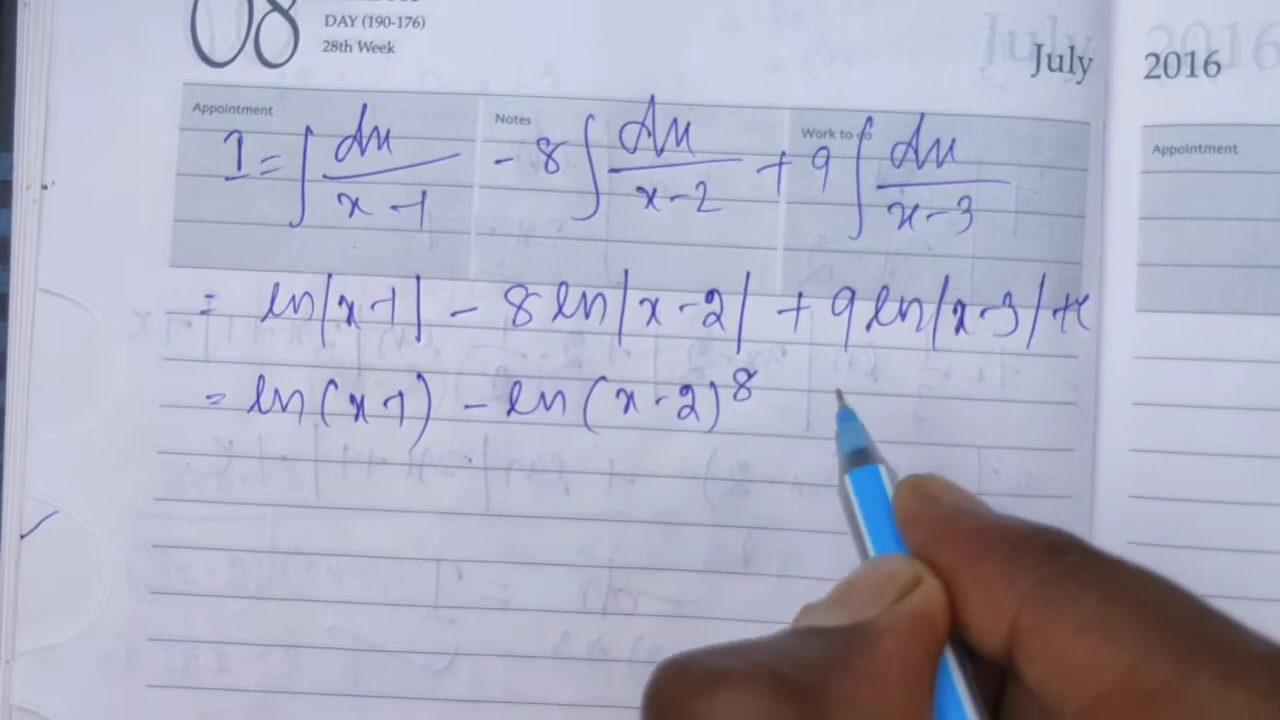 08
DAY (190-176)
28th Week
July
2016
Appointment
Notes
Work to do
Appointment
I = ∫ dx/(x-1) - 8 ∫ dx/(x-2) + 9 ∫ dx/(x-3)
= ln|x-1| - 8 ln|x-2| + 9 ln|x-3| + c
= ln(x-1) - ln(x-2)^8